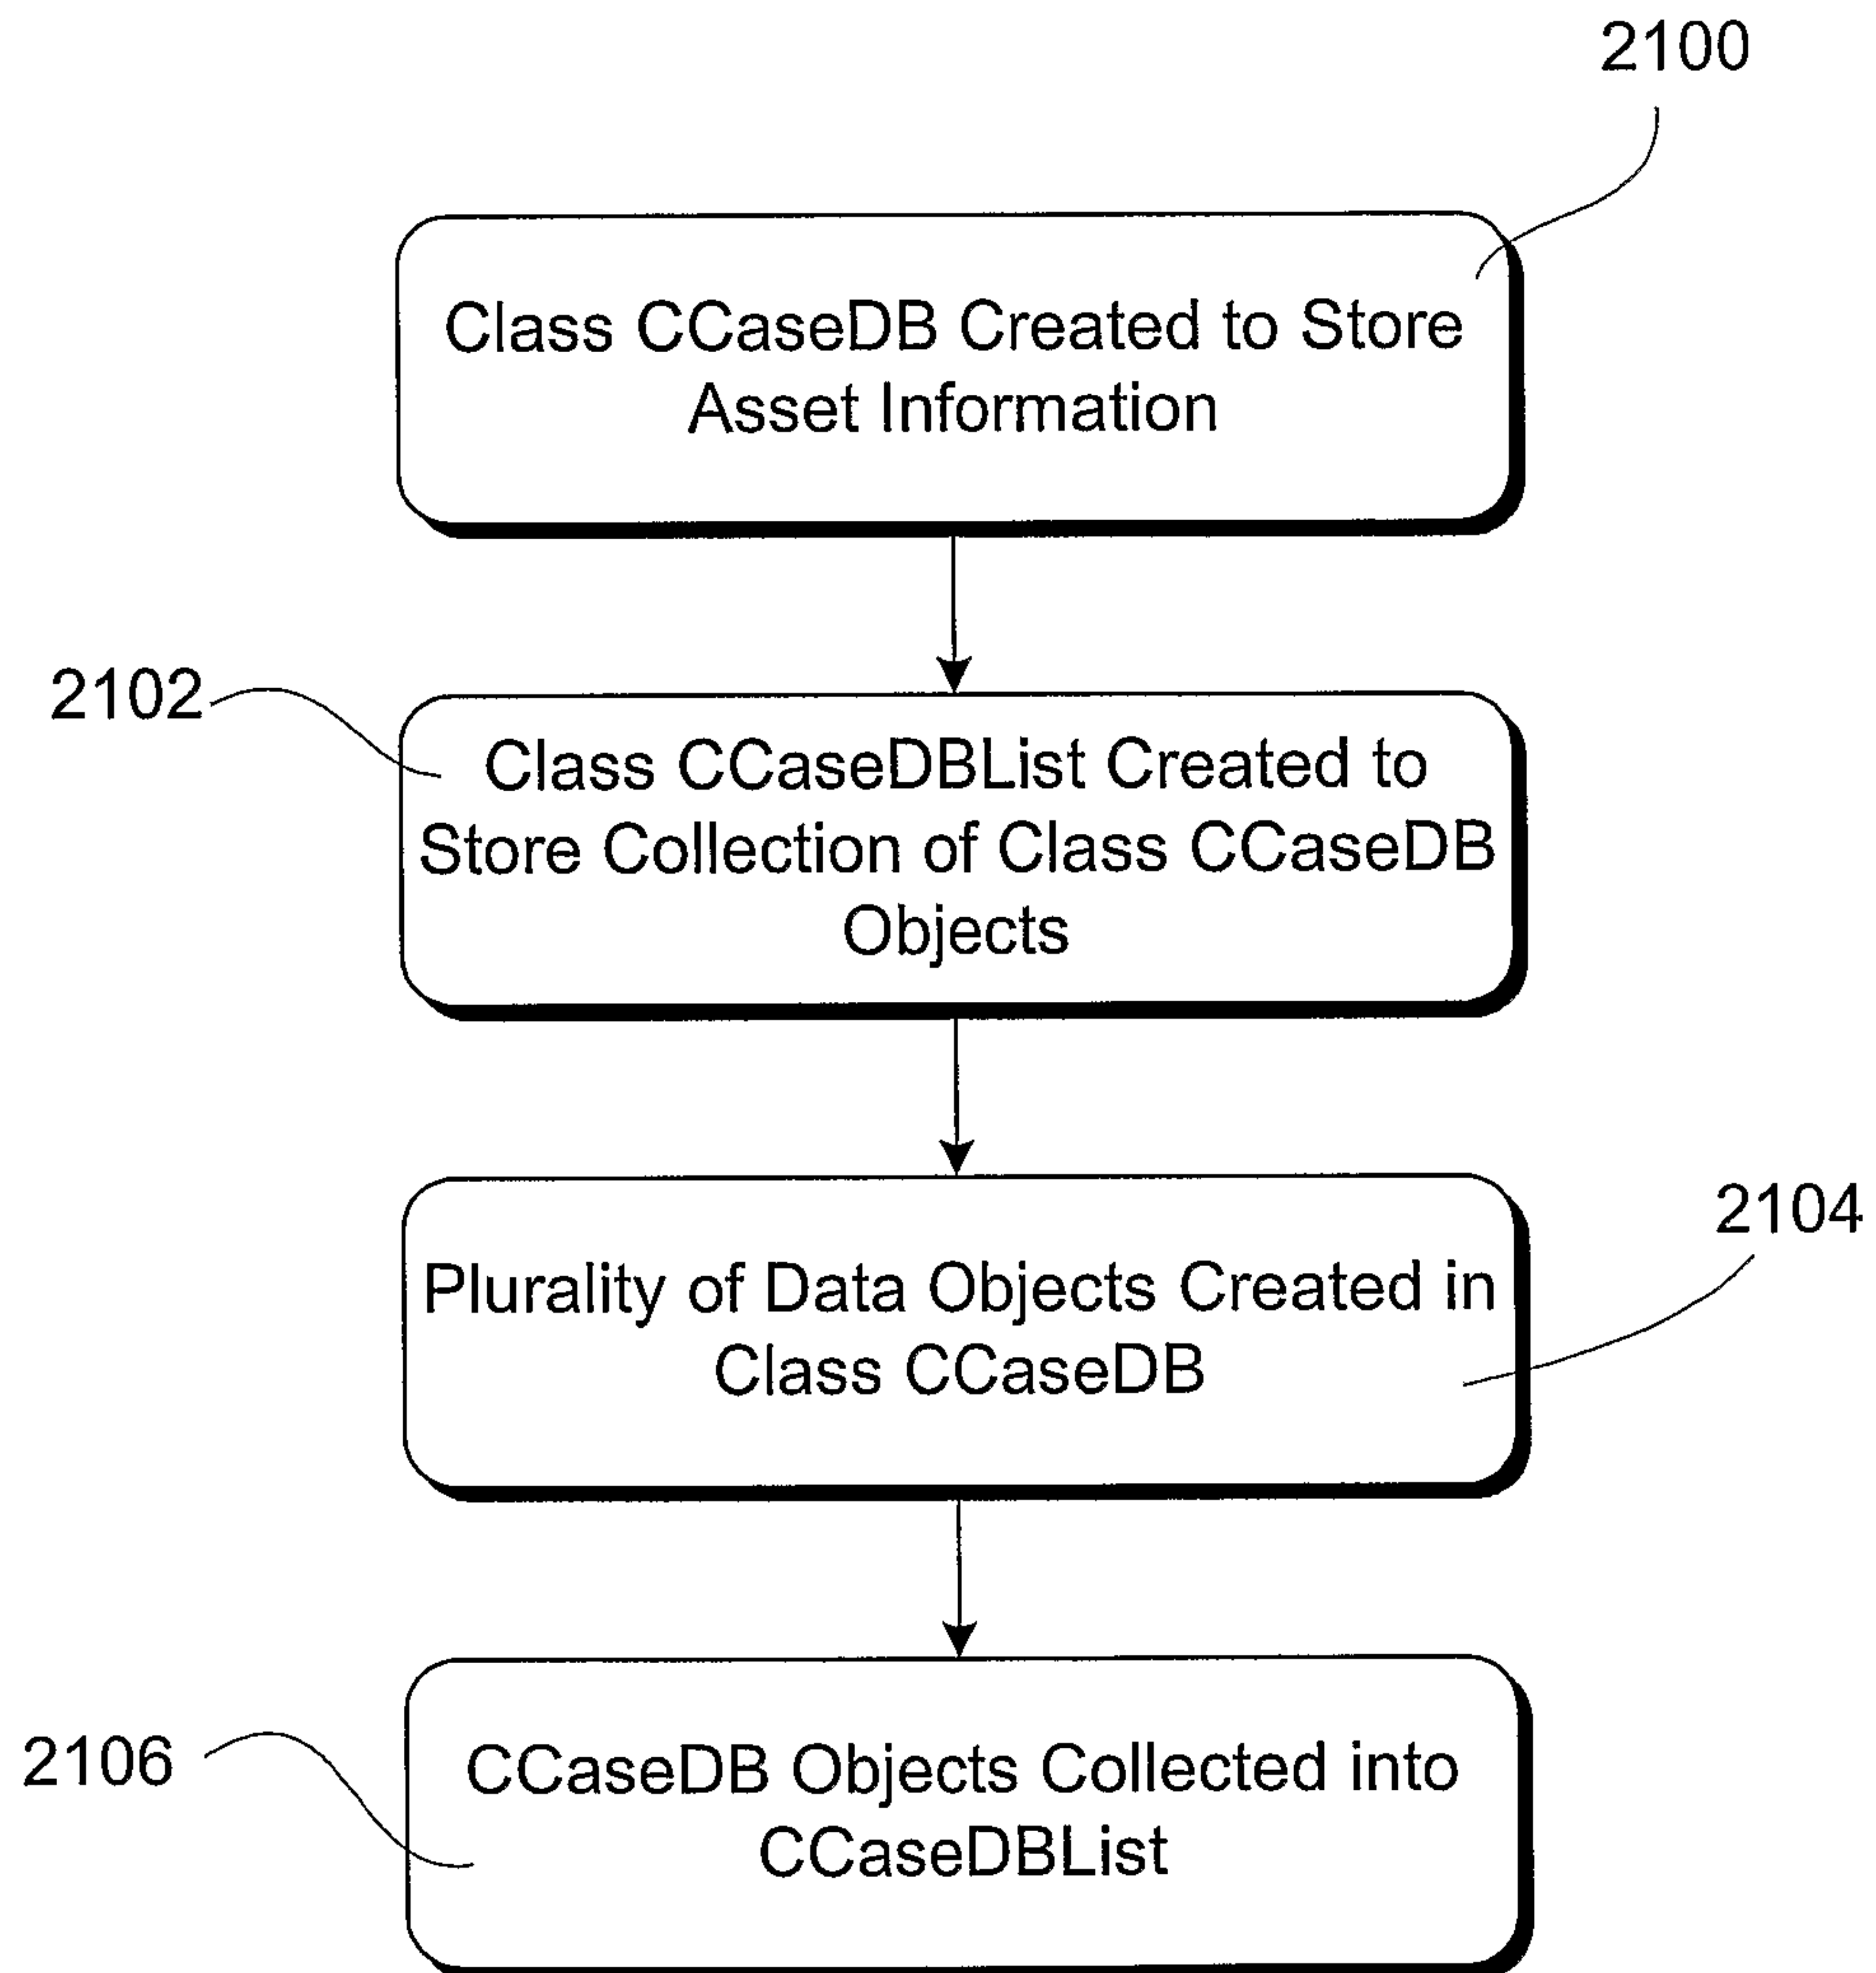 2100
Class CCaseDB Created to Store
Asset Information
2102
Class CCaseDBList Created to
Store Collection of Class CCaseDB
Objects
2104
Plurality of Data Objects Created in
Class CCaseDB
2106
CCaseDB Objects Collected into
CCaseDBList